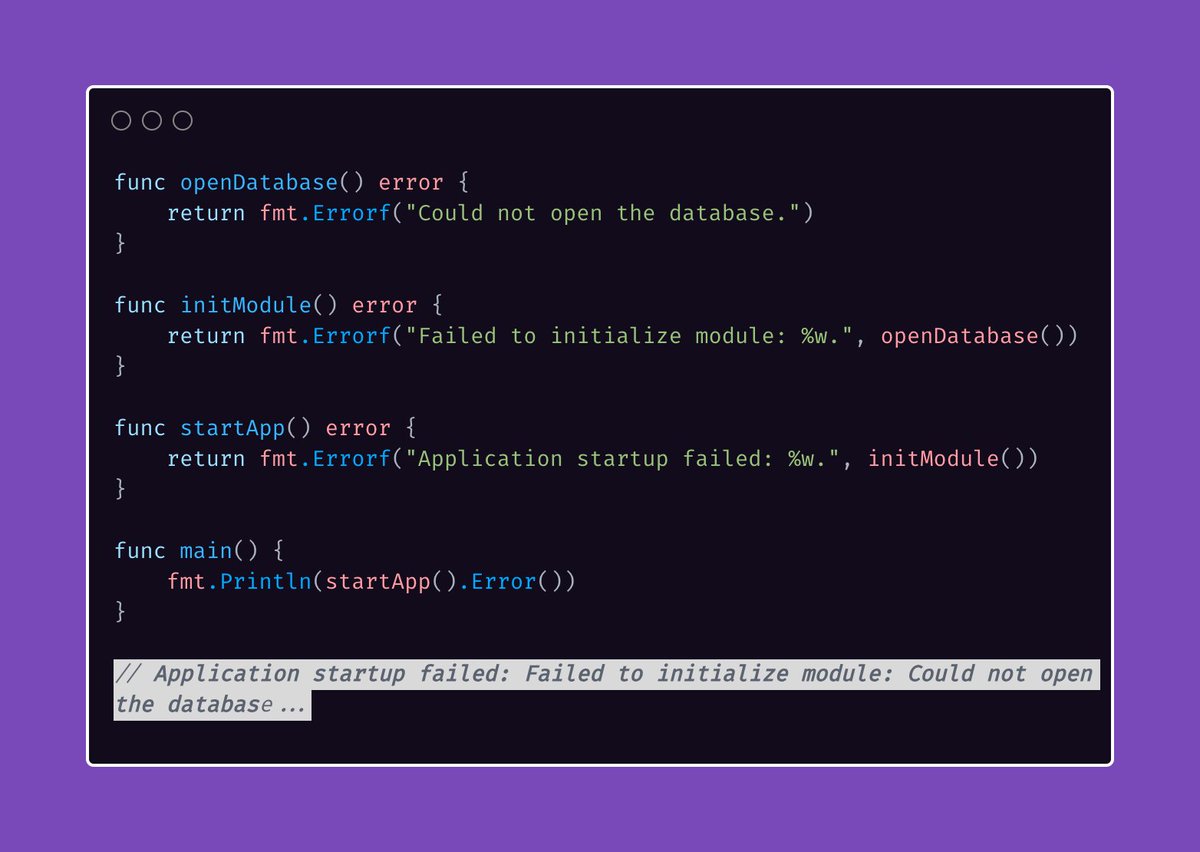 func openDatabase() error {
    return fmt.Errorf("Could not open the database.")
}
func initModule() error {
    return fmt.Errorf("Failed to initialize module: %w.", openDatabase())
}
func startApp() error {
    return fmt.Errorf("Application startup failed: %w.", initModule())
}
func main() {
    fmt.Println(startApp().Error())
}
// Application startup failed: Failed to initialize module: Could not open
the database...